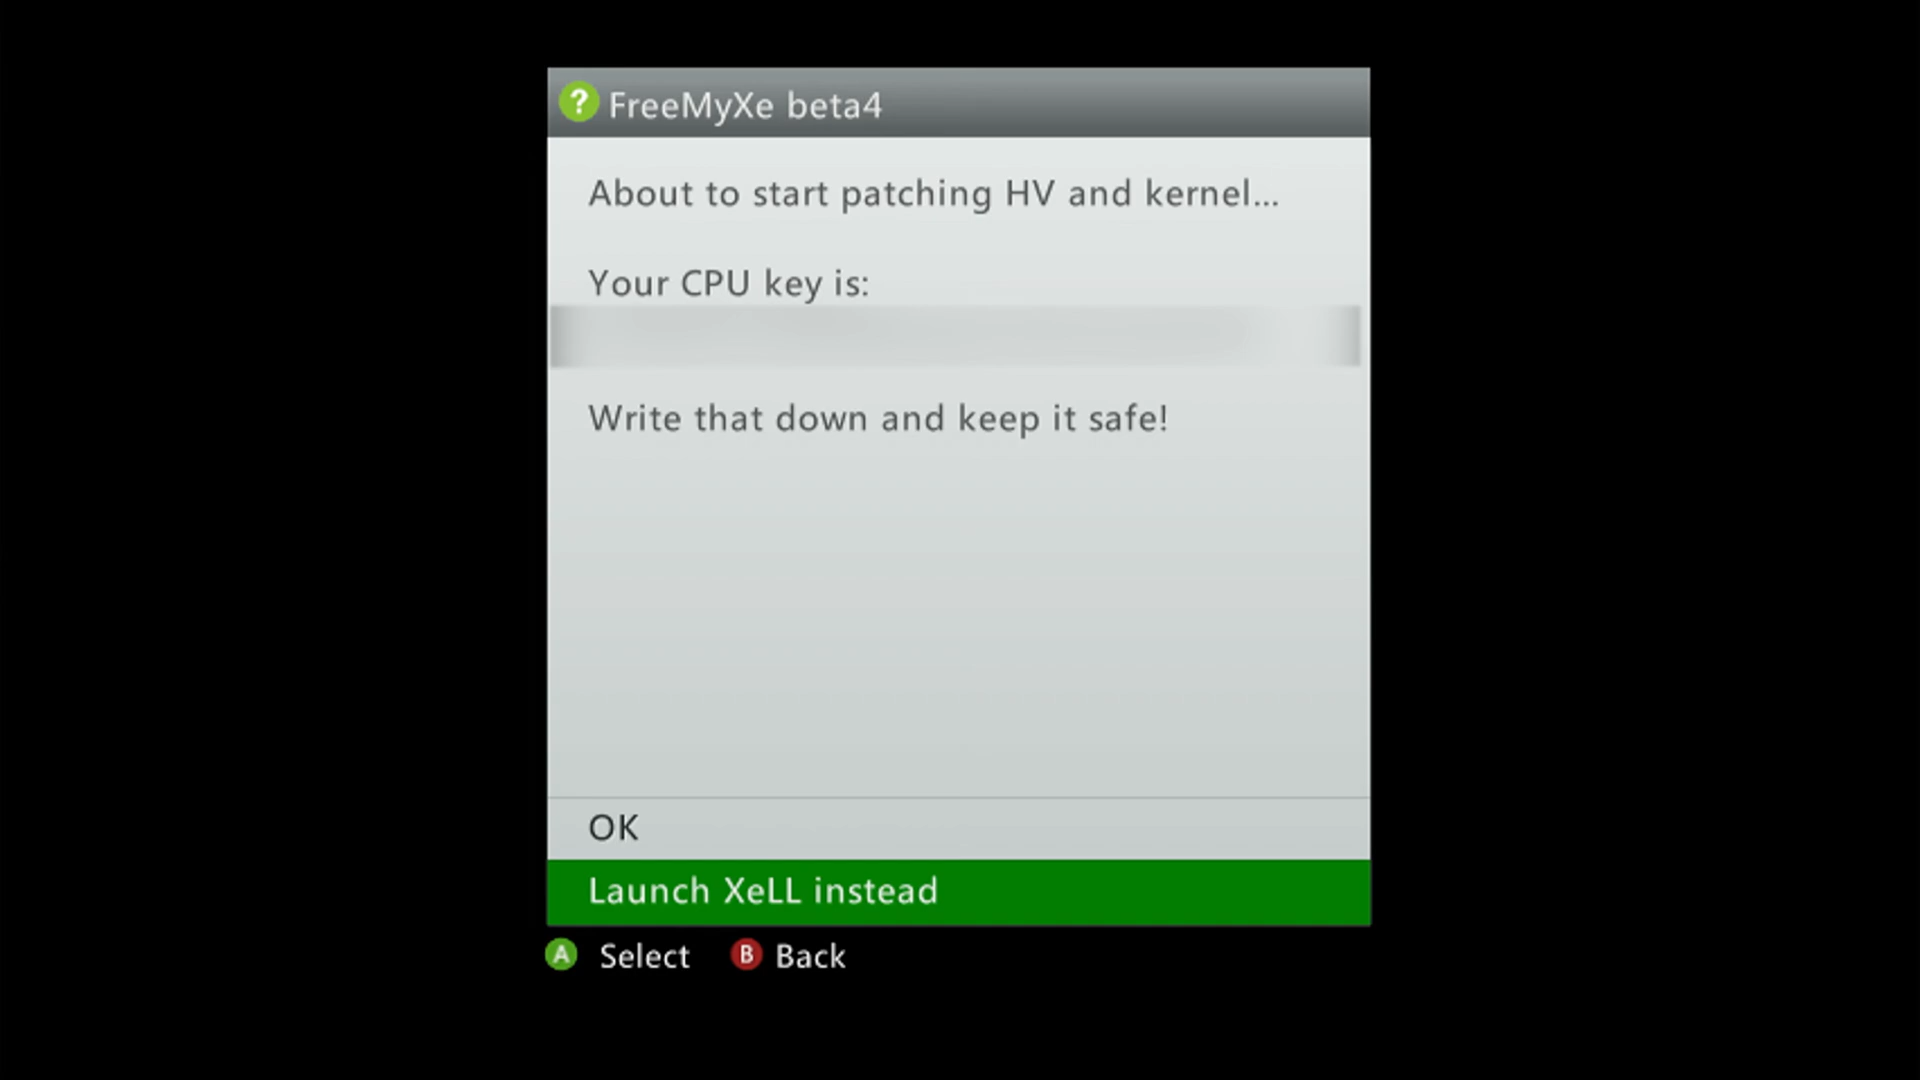 ? FreeMyXe beta4
About to start patching HV and kernel...
Your CPU key is:
Write that down and keep it safe!
OK
Launch XeLL instead
A Select B Back